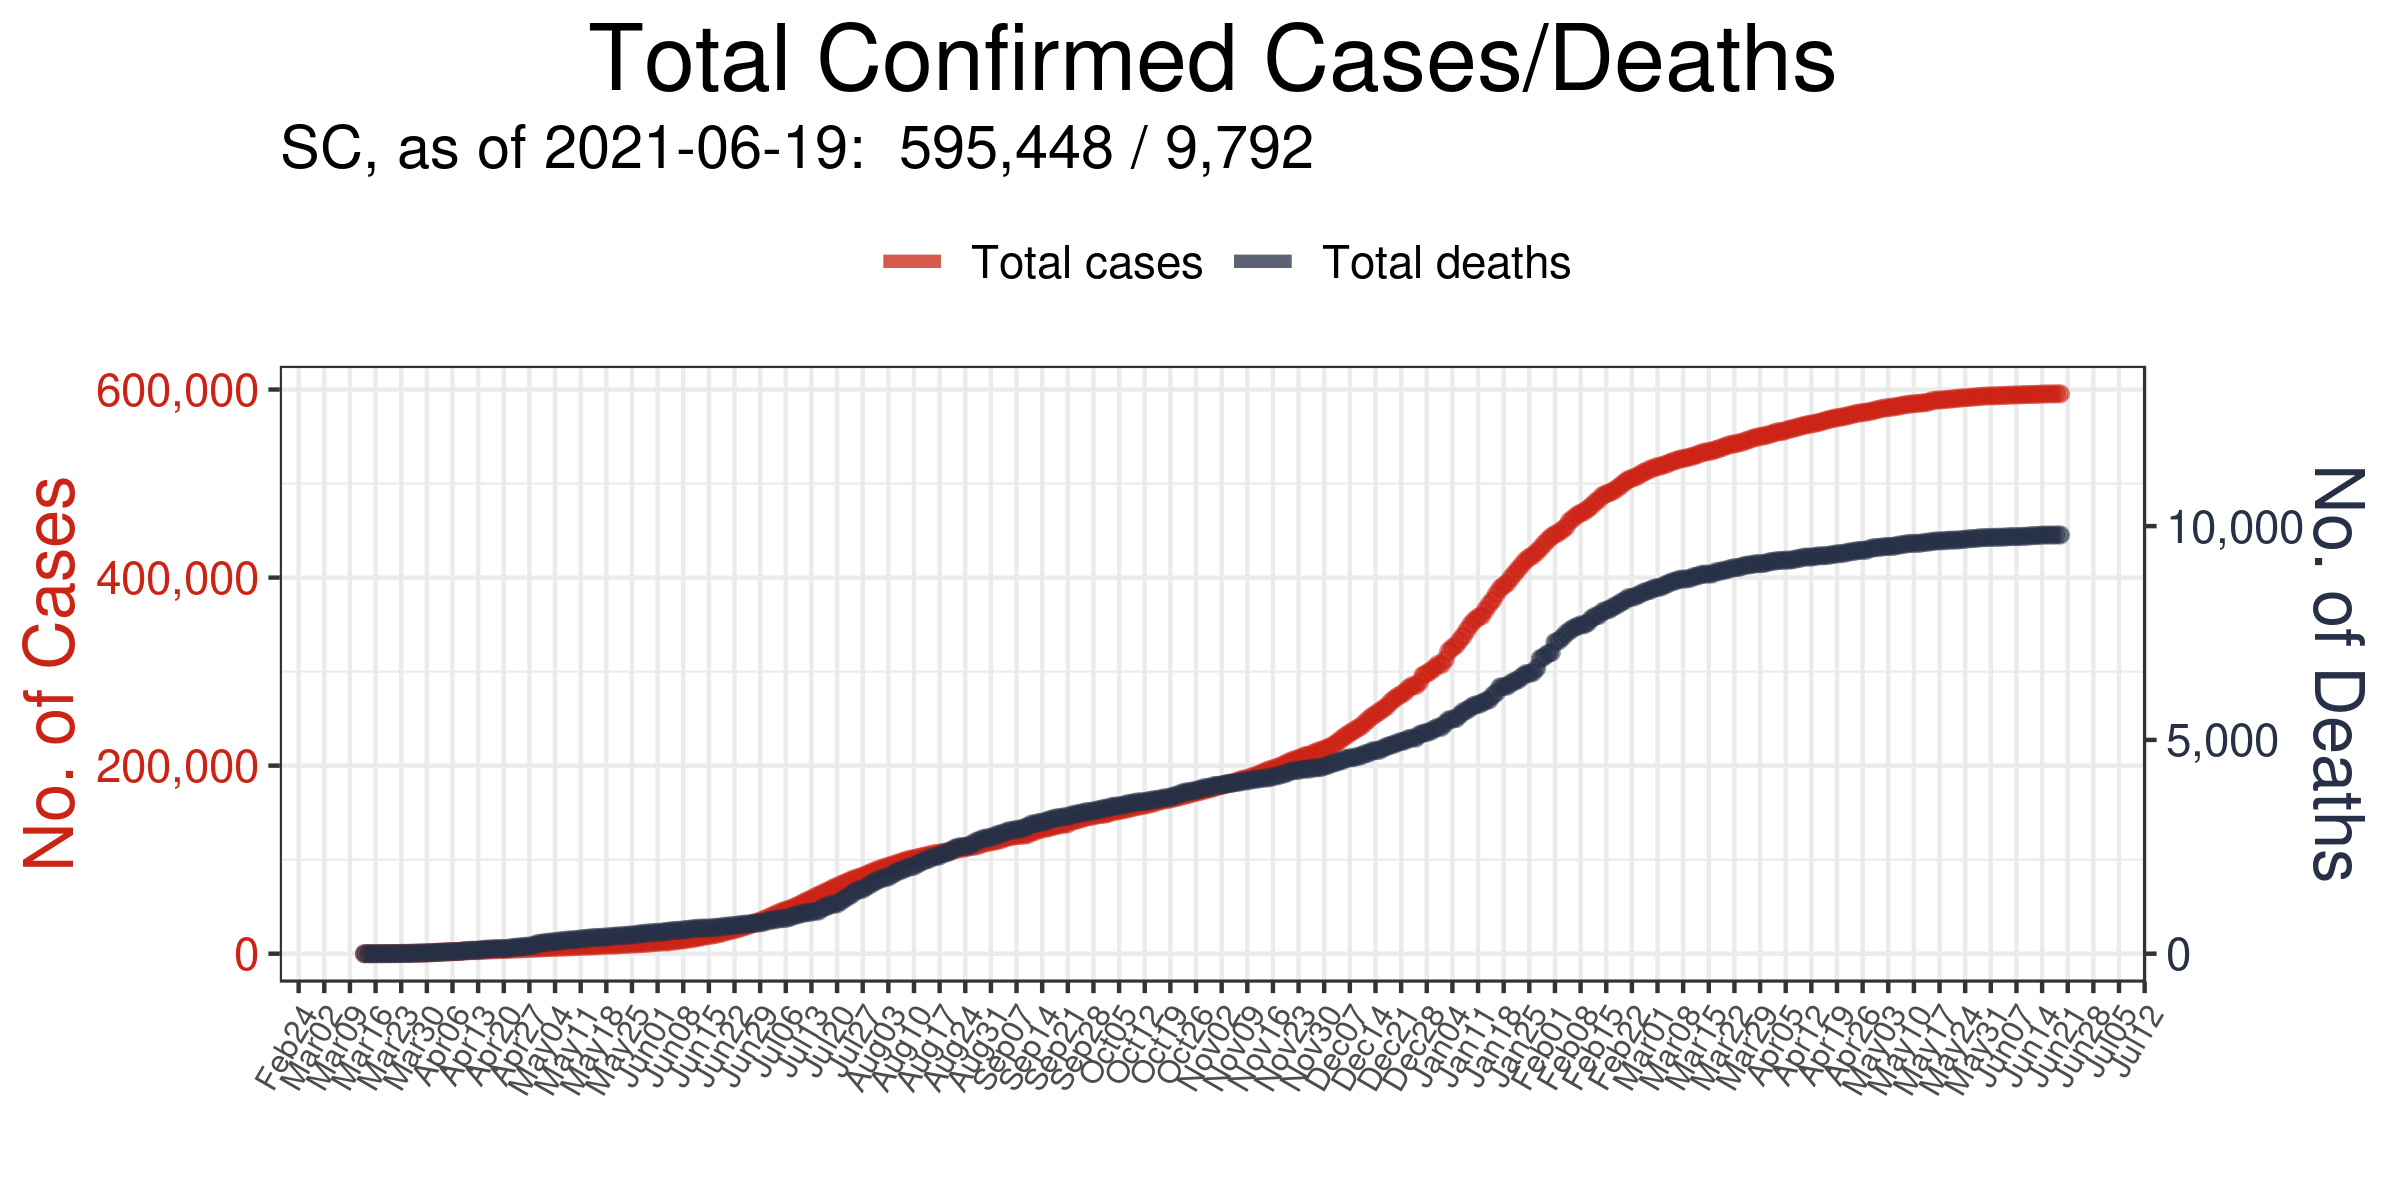 Total Confirmed Cases/Deaths
SC, as of 2021-06-19: 595,448 / 9,792
Total cases
Total deaths
No. of Cases
600,000
400,000
200,000
0
10,000
5,000
0
No. of Deaths
Feb24
Mar02
Mar09
Mar16
Mar23
Mar30
Apr06
Apr13
Apr20
Apr27
May04
May11
May18
May25
Jun01
Jun08
Jun15
Jun22
Jun29
Jul06
Jul13
Jul20
Jul27
Aug03
Aug10
Aug17
Aug24
Aug31
Sep07
Sep14
Sep21
Sep28
Oct05
Oct12
Oct19
Oct26
Nov02
Nov09
Nov16
Nov23
Nov30
Dec07
Dec14
Dec21
Dec28
Jan04
Jan11
Jan18
Jan25
Feb01
Feb08
Feb15
Feb22
Mar01
Mar08
Mar15
Mar22
Mar29
Apr05
Apr12
Apr19
Apr26
May03
May10
May17
May24
May31
Jun07
Jun14
Jun21
Jun28
Jul05
Jul12